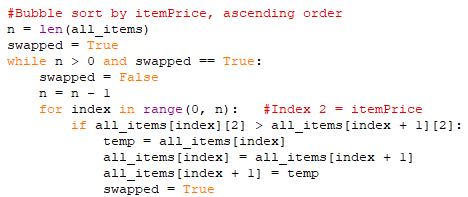 #Bubble sort by itemPrice, ascending order
n = len(all_items)
swapped = True
while n > 0 and swapped == True:
    swapped = False
    n = n - 1
    for index in range(0, n):   #Index 2 = itemPrice
        if all_items[index][2] > all_items[index + 1][2]:
            temp = all_items[index]
            all_items[index] = all_items[index + 1]
            all_items[index + 1] = temp
            swapped = True